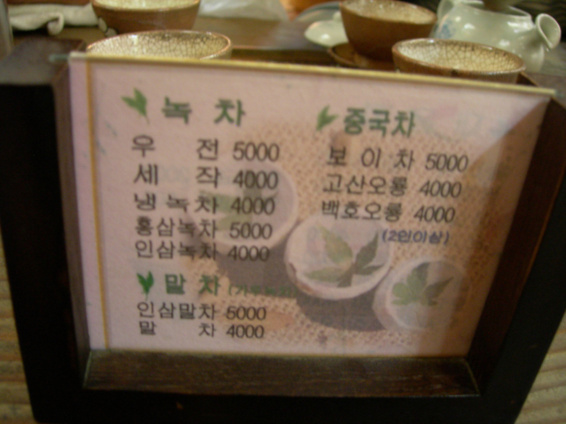 녹 차
우 전 5000
세 작 4000
냉 녹 차 4000
홍삼녹차 5000
인삼녹차 4000
말 차
인삼말차 5000
말 차 4000
중국차
보 이 차 5000
고산오룡 4000
백호오룡 4000
(2인이상)